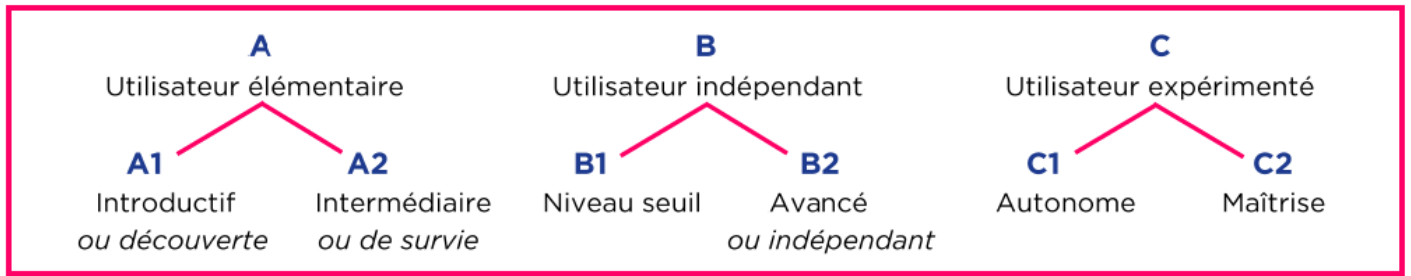 A
Utilisateur élémentaire
A1
Introductif
ou découverte
A2
Intermédiaire
ou de survie
B
Utilisateur indépendant
B1
Niveau seuil
B2
Avancé
ou indépendant
C
Utilisateur expérimenté
C1
Autonome
C2
Maîtrise